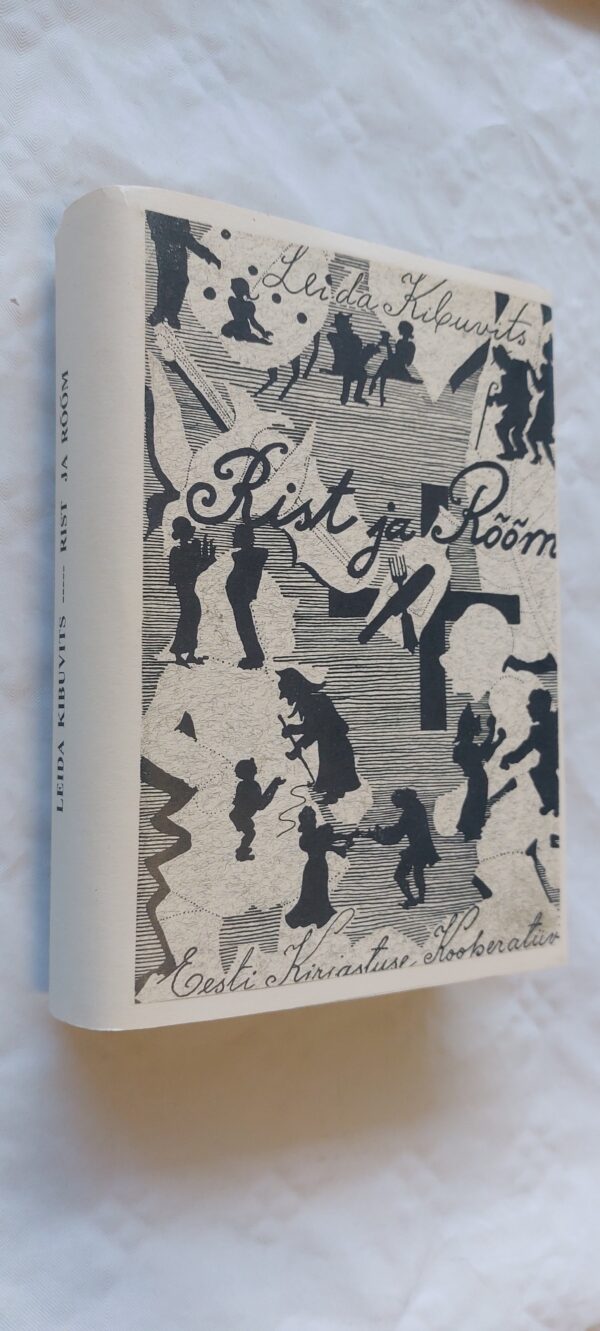 LEIDA KIBUVITS ----- RIST JA RÕÕM
Leida Kibuvits
Rist ja Rõõm
Eesti Kirjastuse Kooperatiiv